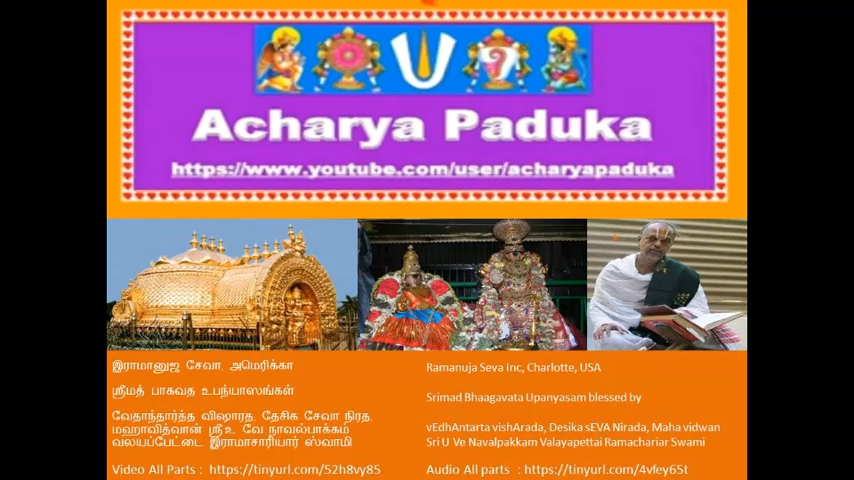 Acharya Paduka
https://www.youtube.com/user/acharyapaduka
இராமானுஜ சேவா, அமெரிக்கா
ஸ்ரீமத் பாகவத உபந்யாஸங்கள்
வேதாந்தார்த்த விஷாரத, தேசிக சேவா நிரத,
மஹாவித்வான் ஸ்ரீ உ வே நாவல்பாக்கம்
வலயப்பேட்டை இராமாசாரியார் ஸ்வாமி
Video All Parts : https://tinyurl.com/52h8vy85
Ramanuja Seva Inc, Charlotte, USA
Srimad Bhaagavata Upanyasam blessed by
vEdhAntarta vishArada, Desika sEVA Nirada, Maha vidwan
Sri U Ve Navalpakkam Valayapettai Ramachariar Swami
Audio All parts : https://tinyurl.com/4vfey65t